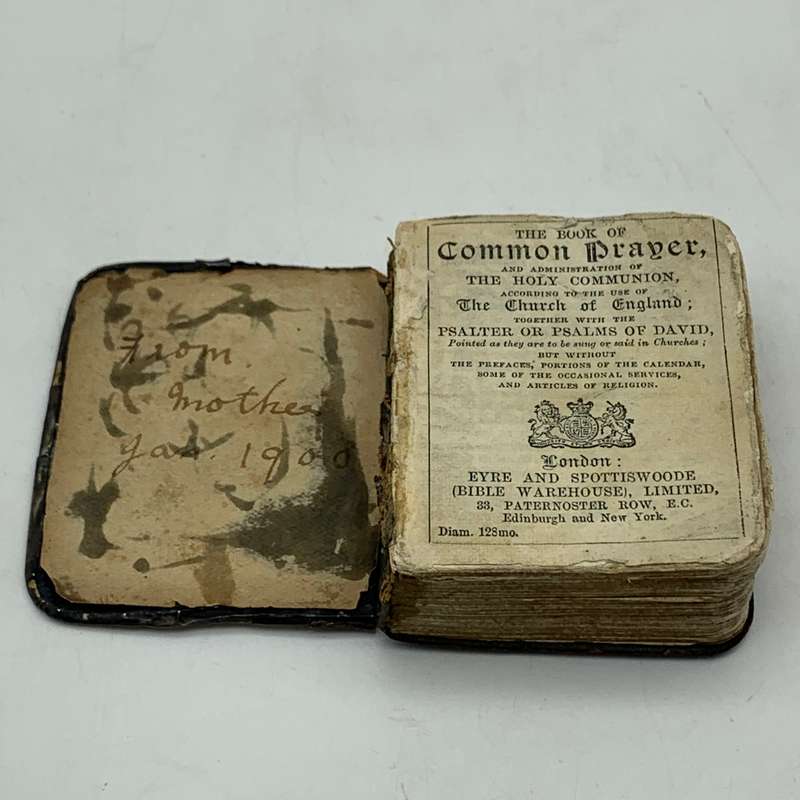 From
Mother
Jan. 1900
THE BOOK OF
Common Prayer,
AND ADMINISTRATION OF
THE HOLY COMMUNION,
ACCORDING TO THE USE OF
The Church of England;
TOGETHER WITH THE
PSALTER OR PSALMS OF DAVID,
Pointed as they are to be sung or said in Churches;
BUT WITHOUT
THE PREFACES, PORTIONS OF THE CALENDAR,
SOME OF THE OCCASIONAL SERVICES,
AND ARTICLES OF RELIGION.
London:
EYRE AND SPOTTISWOODE
(BIBLE WAREHOUSE), LIMITED,
33, PATERNOSTER ROW, E.C.
Edinburgh and New York.
Diam. 128mo.